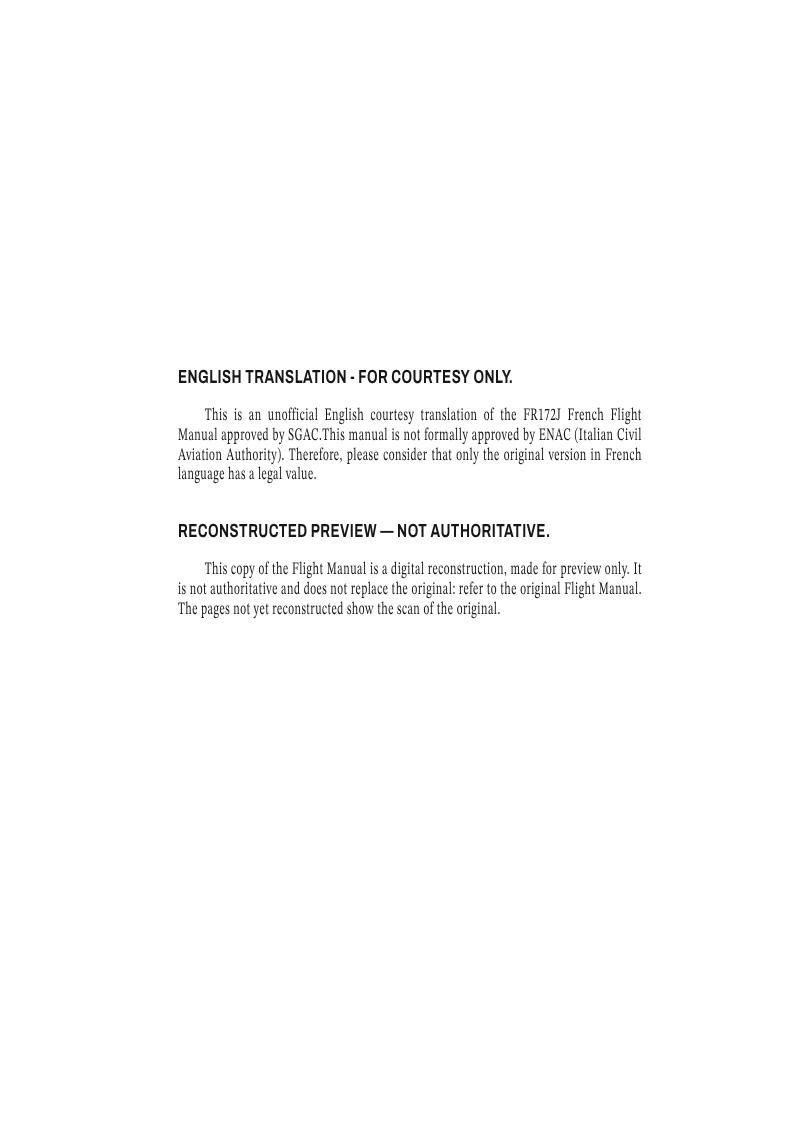 ENGLISH TRANSLATION - FOR COURTESY ONLY.
This is an unofficial English courtesy translation of the FR172J French Flight
Manual approved by SGAC.This manual is not formally approved by ENAC (Italian Civil
Aviation Authority). Therefore, please consider that only the original version in French
language has a legal value.
RECONSTRUCTED PREVIEW — NOT AUTHORITATIVE.
This copy of the Flight Manual is a digital reconstruction, made for preview only. It
is not authoritative and does not replace the original: refer to the original Flight Manual.
The pages not yet reconstructed show the scan of the original.